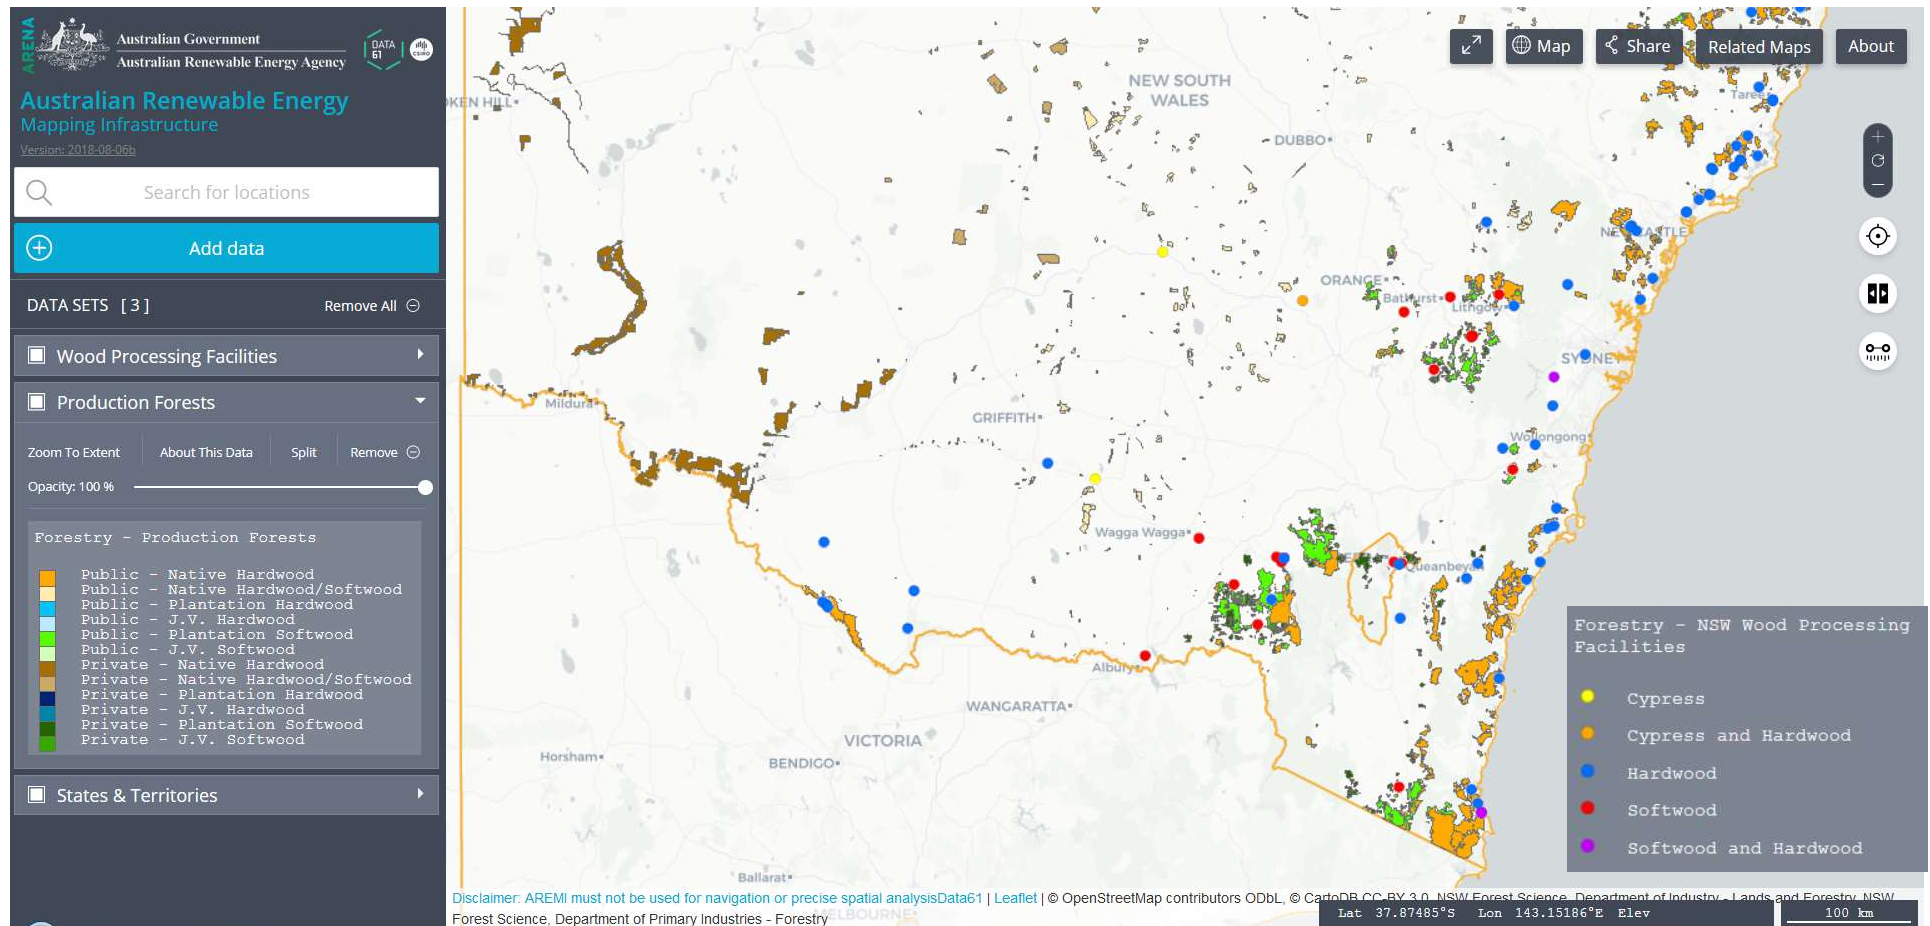 ARENA
Australian Government
Australian Renewable Energy Agency
DATA
61
CSIRO
Australian Renewable Energy
Mapping Infrastructure
Version: 2018-08-06b
Search for locations
Add data
DATA SETS [ 3 ]
Remove All
Wood Processing Facilities
Production Forests
Zoom To Extent
About This Data
Split
Remove
Opacity: 100 %
Forestry - Production Forests
Public - Native Hardwood
Public - Native Hardwood/Softwood
Public - Plantation Hardwood
Public - J.V. Hardwood
Public - Plantation Softwood
Public - J.V. Softwood
Private - Native Hardwood
Private - Native Hardwood/Softwood
Private - Plantation Hardwood
Private - J.V. Hardwood
Private - Plantation Softwood
Private - J.V. Softwood
States & Territories
Map
Share
Related Maps
About
NEW SOUTH
WALES
OKEN HILL
Taree
DUBBO
NEWCASTLE
ORANGE
Bathurst
Lithgow
SYDNEY
Mildura
GRIFFITH
Wollongong
Wagga Wagga
Queanbeyan
Albury
WANGARATTA
VICTORIA
Horsham
BENDIGO
Ballarat
MELBOURNE
Forestry - NSW Wood Processing
Facilities
Cypress
Cypress and Hardwood
Hardwood
Softwood
Softwood and Hardwood
Disclaimer: AREMI must not be used for navigation or precise spatial analysisData61 | Leaflet | © OpenStreetMap contributors ODbL, © CartoDB CC-BY 3.0, NSW Forest Science, Department of Industry - Lands and Forestry, NSW
Forest Science, Department of Primary Industries - Forestry
Lat 37.87485°S Lon 143.15186°E Elev
100 km